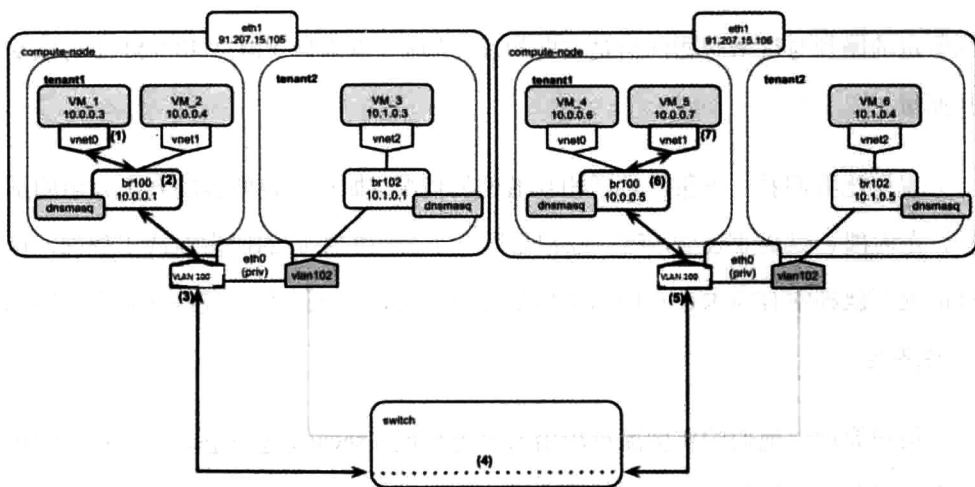 eth1
91.207.15.105
compute-node
tenant1
VM_1
10.0.0.3
VM_2
10.0.0.4
vnet0
(1)
vnet1
br100
(2)
10.0.0.1
dnsmasq
tenant2
VM_3
10.1.0.3
vnet2
br102
10.1.0.1
dnsmasq
eth0
(priv)
VLAN 100
vlan102
(3)
eth1
91.207.15.106
compute-node
tenant1
VM_4
10.0.0.6
VM_5
10.0.0.7
vnet0
vnet1
(7)
br100
(6)
10.0.0.5
dnsmasq
tenant2
VM_6
10.1.0.4
vnet2
br102
10.1.0.5
dnsmasq
eth0
(priv)
VLAN 100
vlan102
(5)
switch
(4)